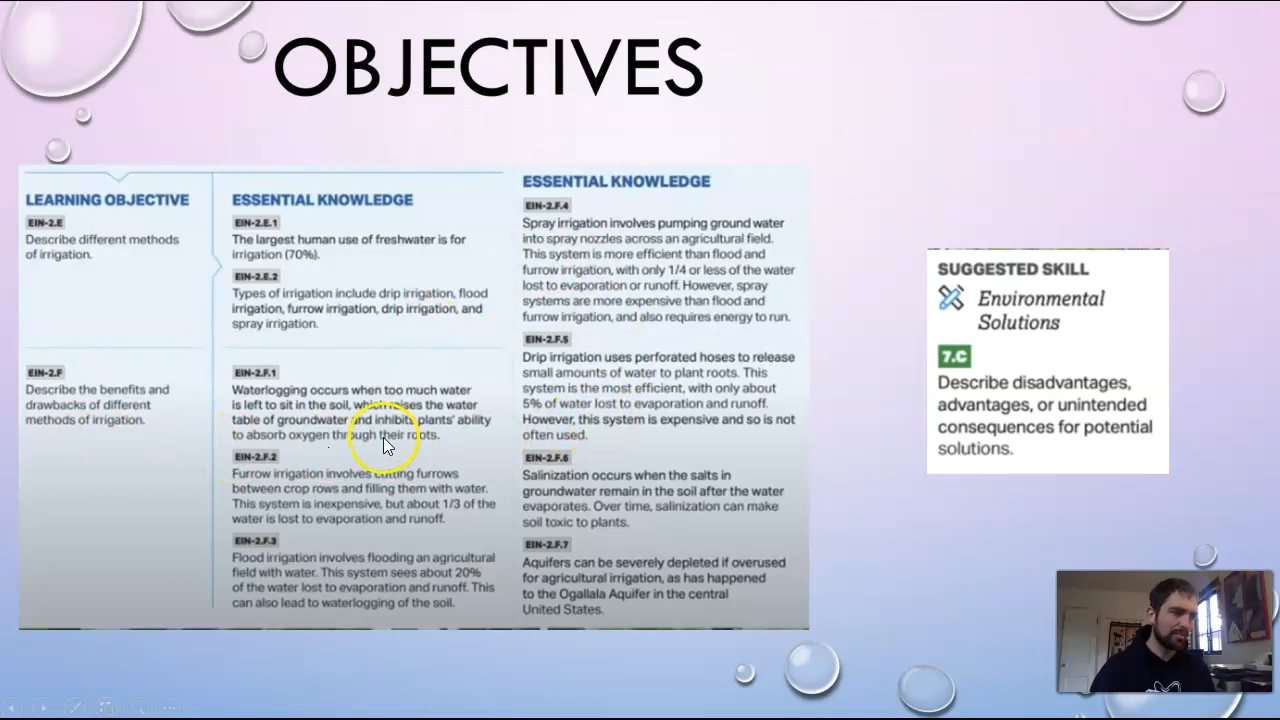 OBJECTIVES
LEARNING OBJECTIVE
EIN-2.E
Describe different methods
of irrigation.
EIN-2.F
Describe the benefits and
drawbacks of different
methods of irrigation.
ESSENTIAL KNOWLEDGE
EIN-2.E.1
The largest human use of freshwater is for
irrigation (70%).
EIN-2.E.2
Types of irrigation include drip irrigation, flood
irrigation, furrow irrigation, drip irrigation, and
spray irrigation.
EIN-2.F.1
Waterlogging occurs when too much water
is left to sit in the soil, which raises the water
table of groundwater and inhibits plants' ability
to absorb oxygen through their roots.
EIN-2.F.2
Furrow irrigation involves cutting furrows
between crop rows and filling them with water.
This system is inexpensive, but about 1/3 of the
water is lost to evaporation and runoff.
EIN-2.F.3
Flood irrigation involves flooding an agricultural
field with water. This system sees about 20%
of the water lost to evaporation and runoff. This
can also lead to waterlogging of the soil.
ESSENTIAL KNOWLEDGE
EIN-2.F.4
Spray irrigation involves pumping ground water
into spray nozzles across an agricultural field.
This system is more efficient than flood and
furrow irrigation, with only 1/4 or less of the water
lost to evaporation or runoff. However, spray
systems are more expensive than flood and
furrow irrigation, and also requires energy to run.
EIN-2.F.5
Drip irrigation uses perforated hoses to release
small amounts of water to plant roots. This
system is the most efficient, with only about
5% of water lost to evaporation and runoff.
However, this system is expensive and so is not
often used.
EIN-2.F.6
Salinization occurs when the salts in
groundwater remain in the soil after the water
evaporates. Over time, salinization can make
soil toxic to plants.
EIN-2.F.7
Aquifers can be severely depleted if overused
for agricultural irrigation, as has happened
to the Ogallala Aquifer in the central
United States.
SUGGESTED SKILL
Environmental
Solutions
7.C
Describe disadvantages,
advantages, or unintended
consequences for potential
solutions.